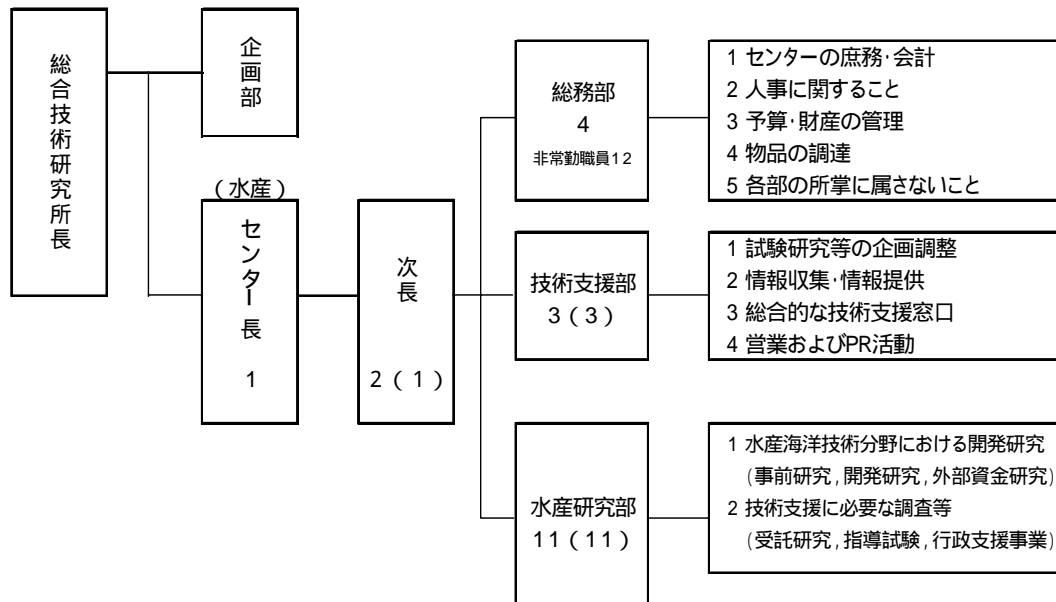 総合技術研究所長
企画部
(水産)
センター長
1
次長
2(1)
総務部
4
非常勤職員12
1 センターの庶務・会計
2 人事に関すること
3 予算・財産の管理
4 物品の調達
5 各部の所掌に属さないこと
技術支援部
3(3)
1 試験研究等の企画調整
2 情報収集・情報提供
3 総合的な技術支援窓口
4 営業およびPR活動
水産研究部
11(11)
1 水産海洋技術分野における開発研究
(事前研究,開発研究,外部資金研究)
2 技術支援に必要な調査等
(受託研究,指導試験,行政支援事業)